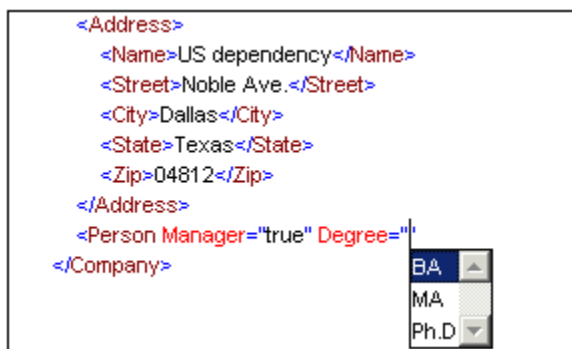 <Address>
<Name>US dependency</Name>
<Street>Noble Ave.</Street>
<City>Dallas</City>
<State>Texas</State>
<Zip>04812</Zip>
</Address>
<Person Manager="true" Degree=""
</Company>
BA
MA
Ph.D